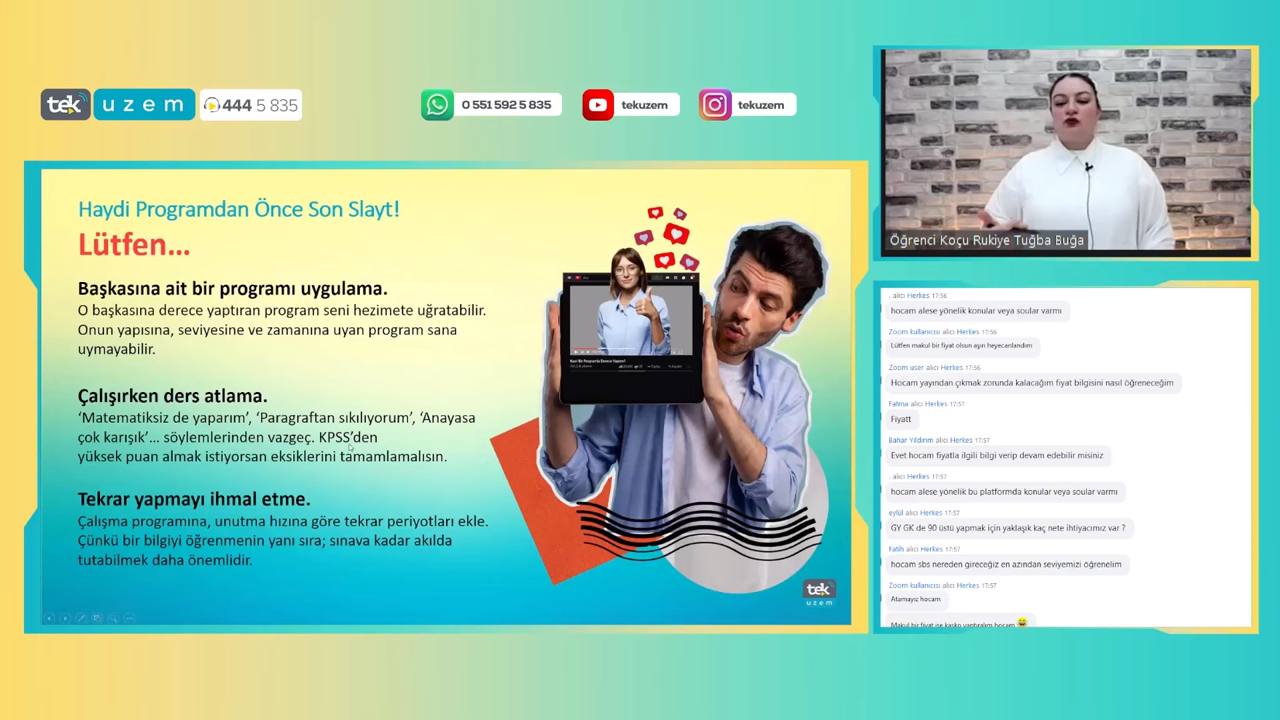 tek
uzem
444 5 835
0 551 592 5 835
tekuzem
tekuzem
Haydi Programdan Önce Son Slayt!
Lütfen...
Başkasına ait bir programı uygulama.
O başkasına derece yaptıran program seni hezimete uğratabilir.
Onun yapısına, seviyesine ve zamanına uyan program sana
uymayabilir.
Çalışırken ders atlama.
‘Matematiksiz de yaparım’, ‘Paragraftan sıkılıyorum’, ‘Anayasa
çok karışık’... söylemlerinden vazgeç. KPSS’den
yüksek puan almak istiyorsan eksiklerini tamamlamalısın.
Tekrar yapmayı ihmal etme.
Çalışma programına, unutma hızına göre tekrar periyotları ekle.
Çünkü bir bilgiyi öğrenmenin yanı sıra; sınava kadar akılda
tutabilmek daha önemlidir.
tek
uzem
Öğrenci Koçu Rukiye Tuğba Buğa
. alıcı Herkes 17:56
hocam alese yönelik konular veya soular varmı
Zoom kullanıcısı alıcı Herkes 17:56
Lütfen makul bir fiyat olsun aşırı heyecanlandım
Zoom user alıcı Herkes 17:56
Hocam yayından çıkmak zorunda kalacağım fiyat bilgisini nasıl öğreneceğim
Fatma alıcı Herkes 17:57
Fiyatt
Bahar Yıldırım alıcı Herkes 17:57
Evet hocam fiyatla ilgili bilgi verip devam edebilir misiniz
. alıcı Herkes 17:57
hocam alese yönelik bu platformda konular veya soular varmı
eylül alıcı Herkes 17:57
GY GK de 90 üstü yapmak için yaklaşık kaç nete ihtiyacımız var ?
Fatih alıcı Herkes 17:57
hocam sbs nereden gireceğiz en azından seviyemizi öğrenelim
Zoom kullanıcısı alıcı Herkes 17:57
Atamayız hocam
Makul bir fiyat ise kasko yaptıralım hocam